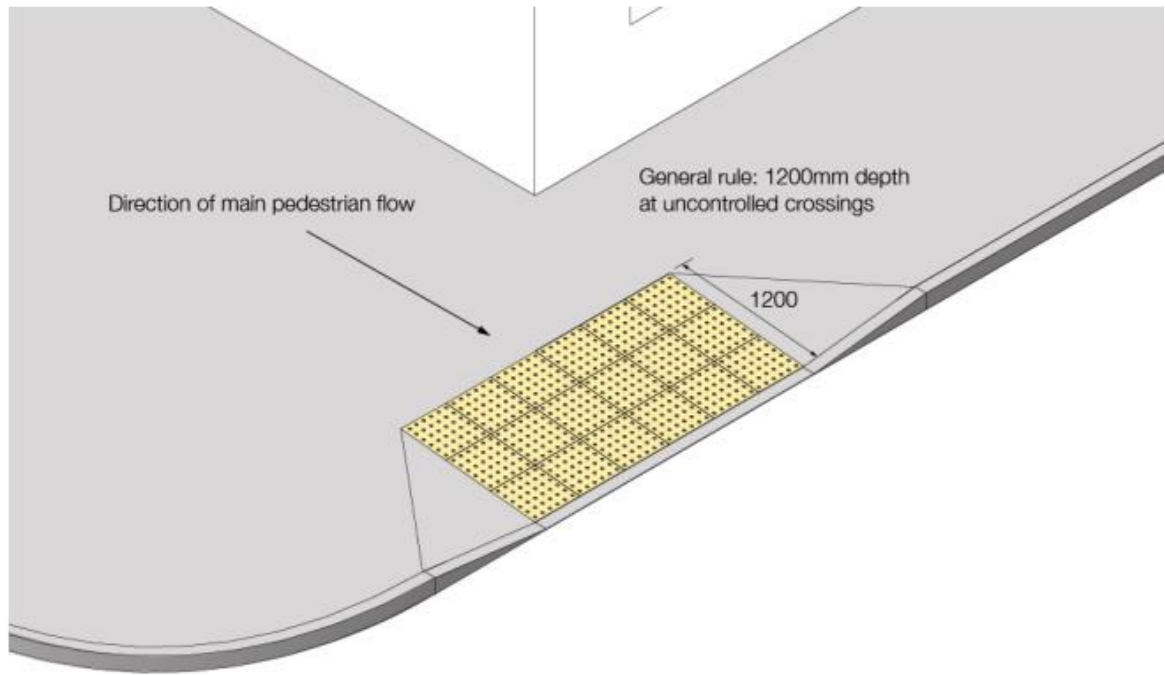 Direction of main pedestrian flow
General rule: 1200mm depth
at uncontrolled crossings
1200